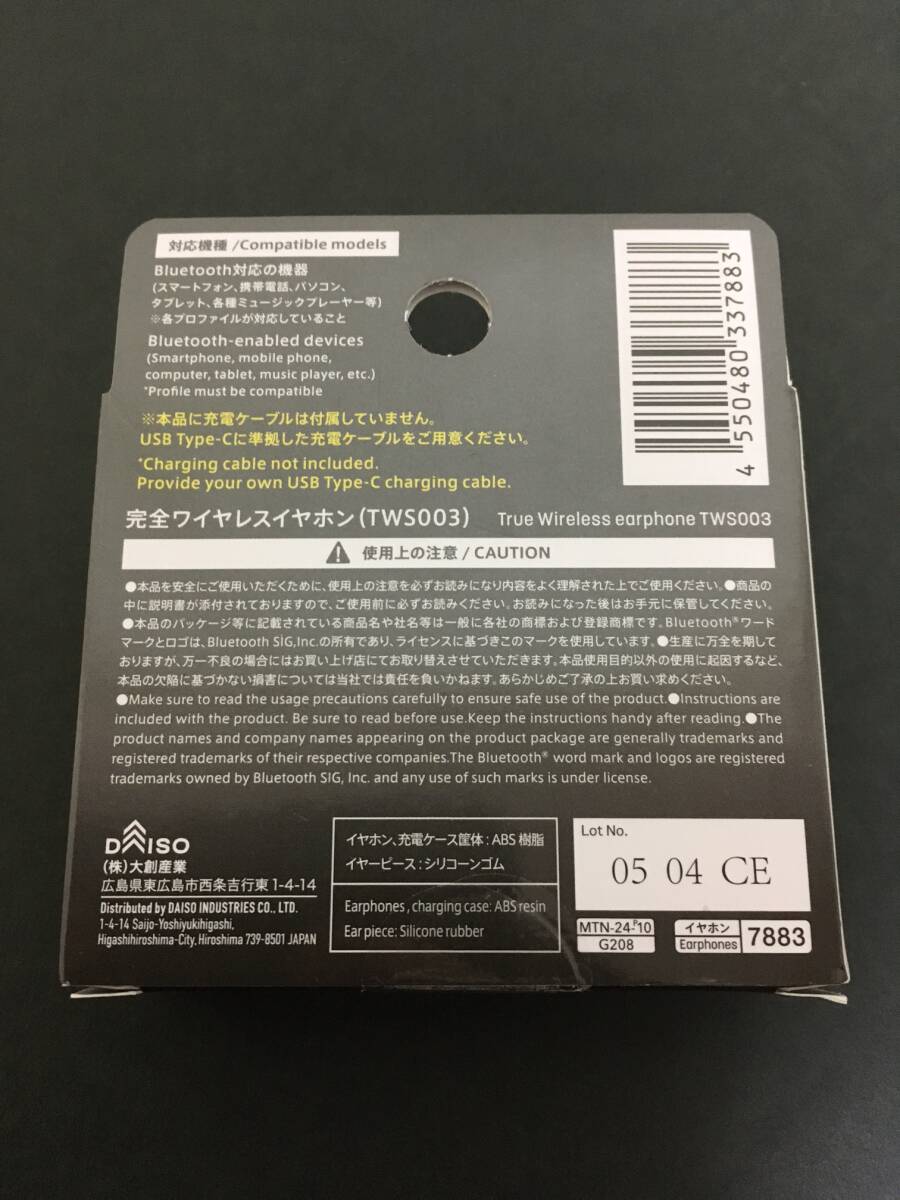 対応機種/Compatible models
Bluetooth対応の機器
(スマートフォン、携帯電話、パソコン、
タブレット、各種ミュージックプレーヤー等)
※各プロファイルが対応していること
Bluetooth-enabled devices
(Smartphone, mobile phone,
computer, tablet, music player, etc.)
*Profile must be compatible
※本品に充電ケーブルは付属していません。
USB Type-Cに準拠した充電ケーブルをご用意ください。
*Charging cable not included.
Provide your own USB Type-C charging cable.
4 550480 337883
完全ワイヤレスイヤホン(TWS003) True Wireless earphone TWS003
使用上の注意 / CAUTION
●本品を安全にご使用いただくために、使用上の注意を必ずお読みになり内容をよく理解された上でご使用ください。●商品の
中に説明書が添付されておりますので、ご使用前に必ずお読みください。お読みになった後はお手元に保管してください。
●本品のパッケージ等に記載されている商品名や社名等は一般に各社の商標および登録商標です。Bluetooth®ワード
マークとロゴは、Bluetooth SIG,Inc.の所有であり、ライセンスに基づきこのマークを使用しています。●生産に万全を期して
おりますが、万一不良の場合にはお買い上げ店にてお取り替えさせていただきます。本品使用目的以外の使用に起因するなど、
本品の欠陥に基づかない損害については当社では責任を負いかねます。あらかじめご了承の上お買い求めください。
●Make sure to read the usage precautions carefully to ensure safe use of the product.●Instructions are
included with the product. Be sure to read before use.Keep the instructions handy after reading.●The
product names and company names appearing on the product package are generally trademarks and
registered trademarks of their respective companies.The Bluetooth® word mark and logos are registered
trademarks owned by Bluetooth SIG, Inc. and any use of such marks is under license.
DAISO
(株)大創産業
広島県東広島市西条吉行東1-4-14
Distributed by DAISO INDUSTRIES CO., LTD.
1-4-14 Saijo-Yoshiyukihigashi,
Higashihiroshima-City, Hiroshima 739-8501 JAPAN
イヤホン、充電ケース筐体:ABS樹脂
イヤーピース:シリコーンゴム
Earphones, charging case: ABS resin
Ear piece: Silicone rubber
Lot No.
05 04 CE
MTN-24-P10
G208
イヤホン
Earphones
7883